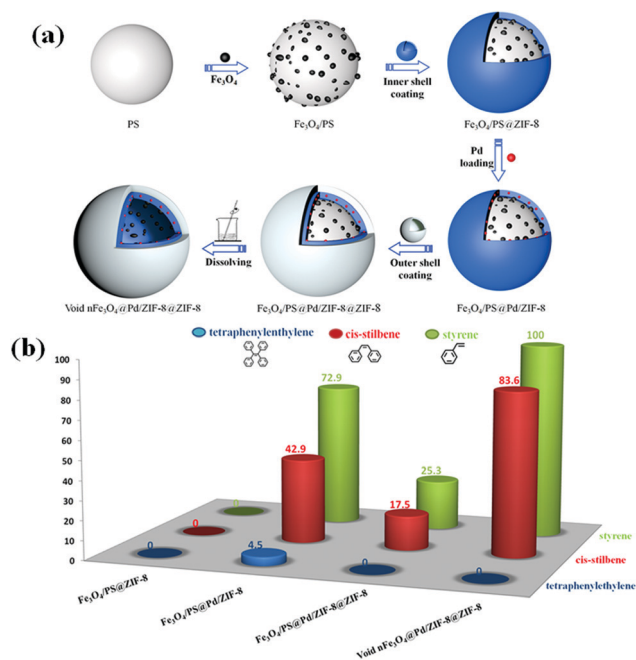 (a)
PS
Fe₃O₄
Fe₃O₄/PS
Inner shell
coating
Fe₃O₄/PS@ZIF-8
Pd
loading
Fe₃O₄/PS@Pd/ZIF-8
Outer shell
coating
Fe₃O₄/PS@Pd/ZIF-8@ZIF-8
Dissolving
Void nFe₃O₄@Pd/ZIF-8@ZIF-8
(b)
tetraphenylenthylene cis-stilbene styrene
100
90
80
70
60
50
40
30
20
10
0
0 72.9 25.3 100
0 42.9 17.5 83.6
0 4.5 0 0
styrene
cis-stilbene
tetraphenylethylene
Fe₃O₄/PS@ZIF-8
Fe₃O₄/PS@Pd/ZIF-8
Fe₃O₄/PS@Pd/ZIF-8@ZIF-8
Void nFe₃O₄@Pd/ZIF-8@ZIF-8